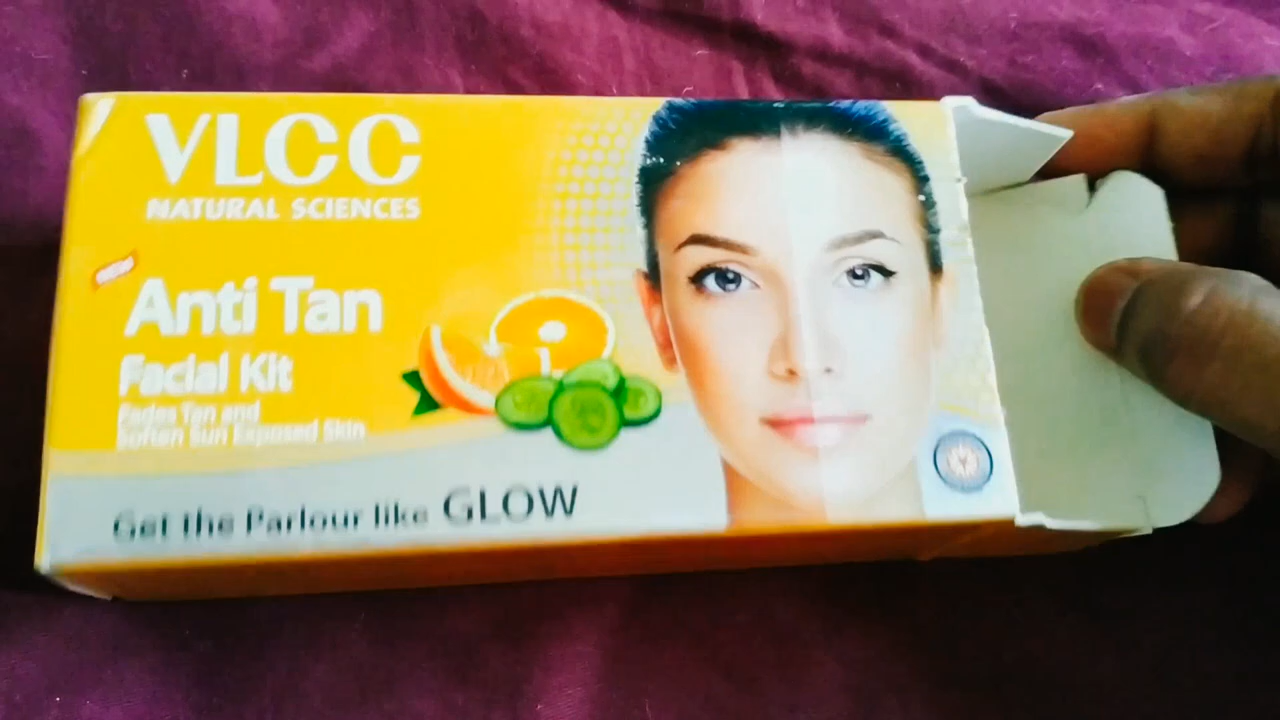 VLCC
NATURAL SCIENCES
NEW
Anti Tan
Facial Kit
Fades Tan and
Soften Sun Exposed Skin
Get the Parlour like GLOW